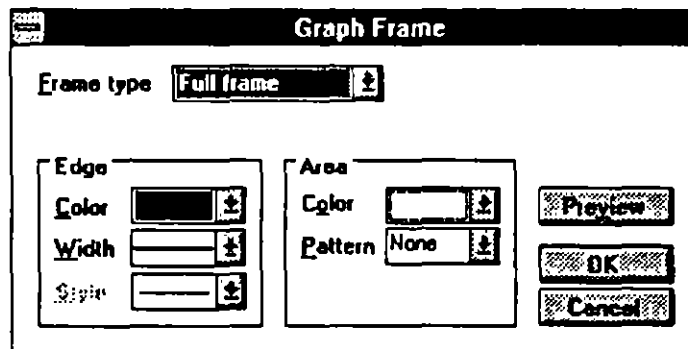 Graph Frame
Frame type Full frame
Edge
Color
Width
Style
Area
Color
Pattern None
Preview
OK
Cancel